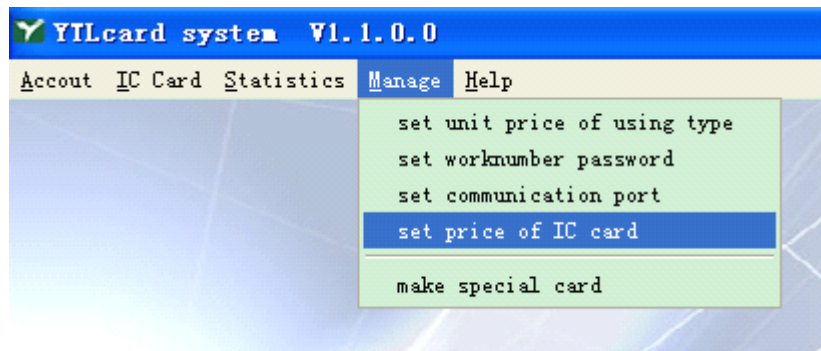 YTLcard system V1.1.0.0
Accout IC Card Statistics Manage Help
set unit price of using type
set worknumber password
set communication port
set price of IC card
make special card